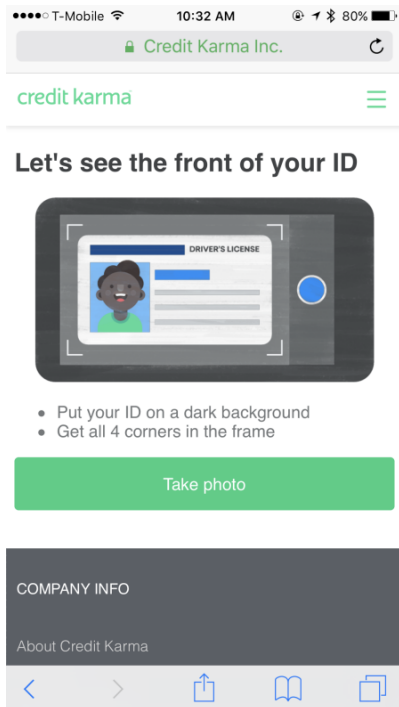 T-Mobile 10:32 AM 80%
Credit Karma Inc.
credit karma
Let's see the front of your ID
DRIVER'S LICENSE
• Put your ID on a dark background
• Get all 4 corners in the frame
Take photo
COMPANY INFO
About Credit Karma